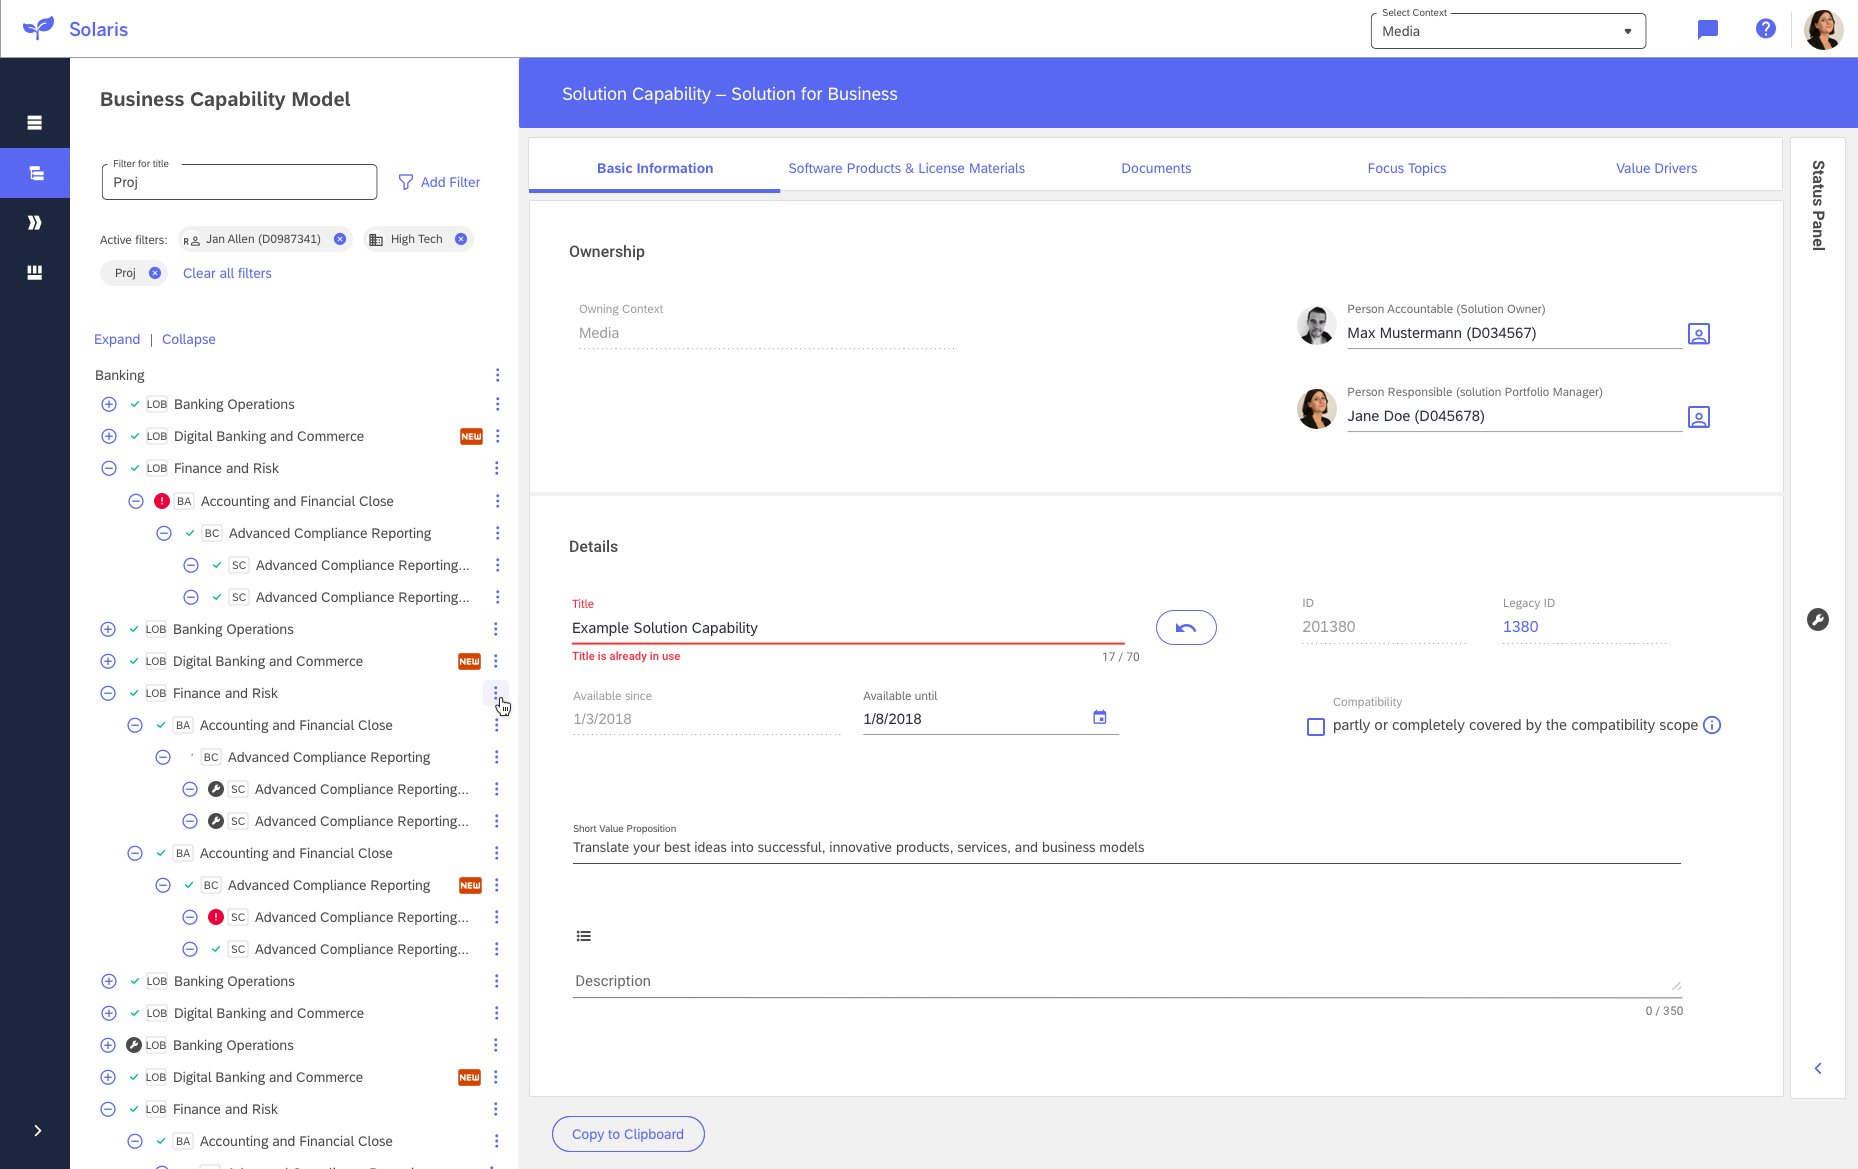 Solaris
Select Context
Media
Business Capability Model
Filter for title
Proj
Add Filter
Active filters:
Jan Allen (D0987341)
High Tech
Proj
Clear all filters
Expand | Collapse
Banking
LOB Banking Operations
LOB Digital Banking and Commerce NEW
LOB Finance and Risk
BA Accounting and Financial Close
BC Advanced Compliance Reporting
SC Advanced Compliance Reporting...
SC Advanced Compliance Reporting...
LOB Banking Operations
LOB Digital Banking and Commerce NEW
LOB Finance and Risk
BA Accounting and Financial Close
BC Advanced Compliance Reporting
SC Advanced Compliance Reporting...
SC Advanced Compliance Reporting...
BA Accounting and Financial Close
BC Advanced Compliance Reporting NEW
SC Advanced Compliance Reporting...
SC Advanced Compliance Reporting...
LOB Banking Operations
LOB Digital Banking and Commerce
LOB Banking Operations
LOB Digital Banking and Commerce NEW
LOB Finance and Risk
BA Accounting and Financial Close
Solution Capability – Solution for Business
Basic Information
Software Products & License Materials
Documents
Focus Topics
Value Drivers
Ownership
Owning Context
Media
Person Accountable (Solution Owner)
Max Mustermann (D034567)
Person Responsible (solution Portfolio Manager)
Jane Doe (D045678)
Details
Title
Example Solution Capability
Title is already in use
17 / 70
ID
201380
Legacy ID
1380
Available since
1/3/2018
Available until
1/8/2018
Compatibility
partly or completely covered by the compatibility scope
Short Value Proposition
Translate your best ideas into successful, innovative products, services, and business models
Description
0 / 350
Copy to Clipboard
Status Panel